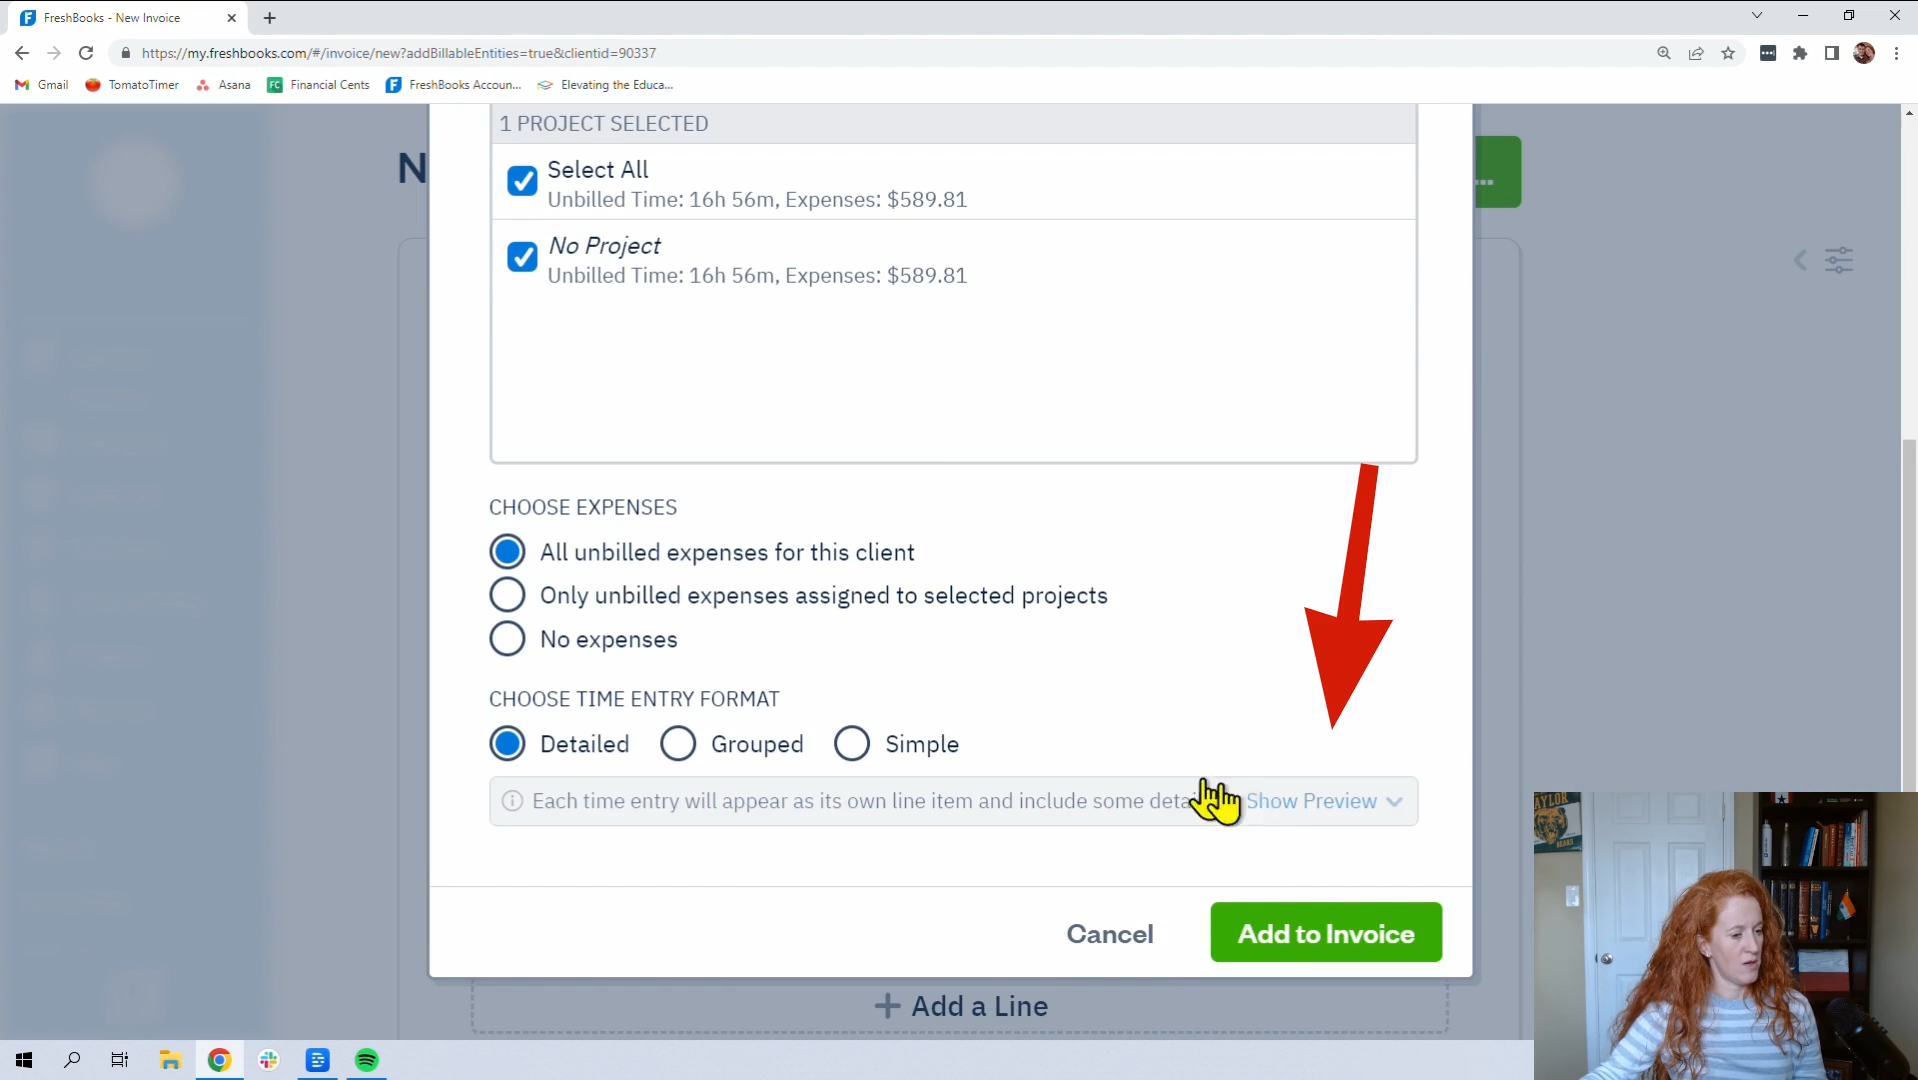 FreshBooks - New Invoice
https://my.freshbooks.com/#/invoice/new?addBillableEntities=true&clientid=90337
Gmail
TomatoTimer
Asana
FC Financial Cents
FreshBooks Accoun...
Elevating the Educa...
1 PROJECT SELECTED
Select All
Unbilled Time: 16h 56m, Expenses: $589.81
No Project
Unbilled Time: 16h 56m, Expenses: $589.81
CHOOSE EXPENSES
All unbilled expenses for this client
Only unbilled expenses assigned to selected projects
No expenses
CHOOSE TIME ENTRY FORMAT
Detailed
Grouped
Simple
Each time entry will appear as its own line item and include some
Show Preview
Cancel
Add to Invoice
+ Add a Line
BEARS